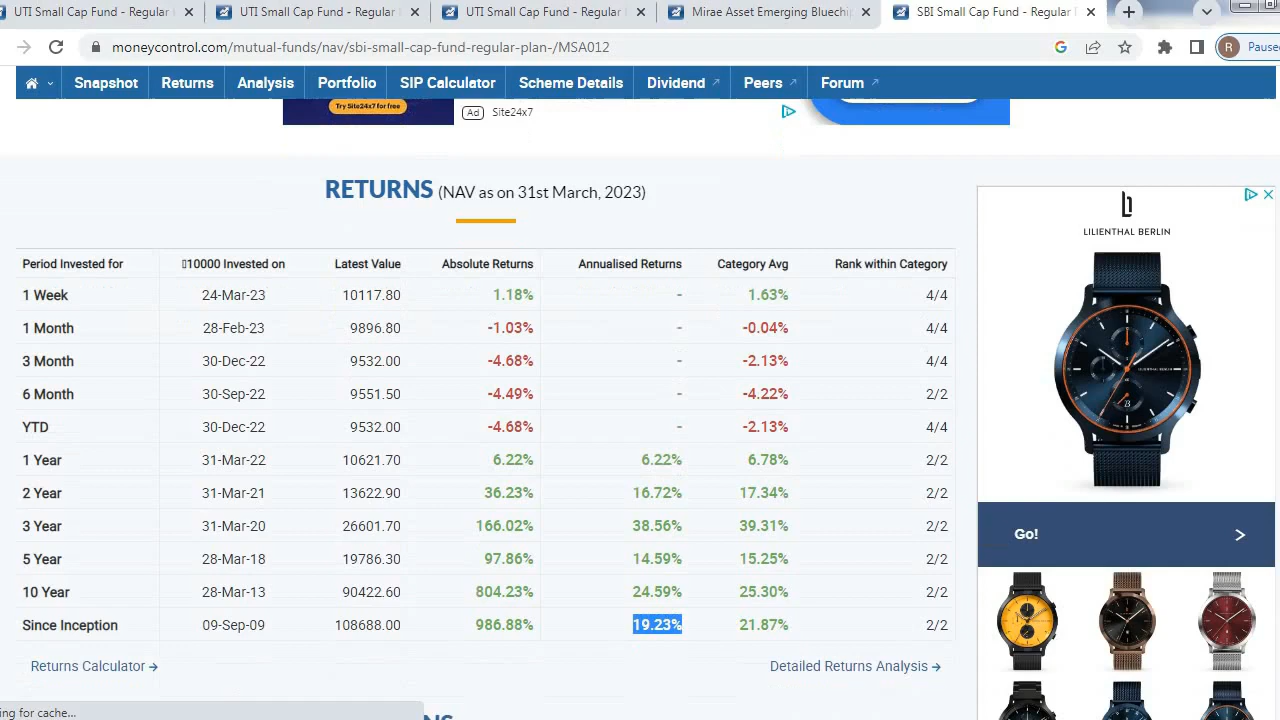 UTI Small Cap Fund - Regular
UTI Small Cap Fund - Regular
UTI Small Cap Fund - Regular
Mirae Asset Emerging Bluechip
SBI Small Cap Fund - Regular
moneycontrol.com/mutual-funds/nav/sbi-small-cap-fund-regular-plan-/MSA012
R Paused
Snapshot Returns Analysis Portfolio SIP Calculator Scheme Details Dividend Peers Forum
Try Site24x7 for free
Ad Site24x7
RETURNS (NAV as on 31st March, 2023)
Period Invested for 10000 Invested on Latest Value Absolute Returns Annualised Returns Category Avg Rank within Category
1 Week 24-Mar-23 10117.80 1.18% - 1.63% 4/4
1 Month 28-Feb-23 9896.80 -1.03% - -0.04% 4/4
3 Month 30-Dec-22 9532.00 -4.68% - -2.13% 4/4
6 Month 30-Sep-22 9551.50 -4.49% - -4.22% 2/2
YTD 30-Dec-22 9532.00 -4.68% - -2.13% 4/4
1 Year 31-Mar-22 10621.70 6.22% 6.22% 6.78% 2/2
2 Year 31-Mar-21 13622.90 36.23% 16.72% 17.34% 2/2
3 Year 31-Mar-20 26601.70 166.02% 38.56% 39.31% 2/2
5 Year 28-Mar-18 19786.30 97.86% 14.59% 15.25% 2/2
10 Year 28-Mar-13 90422.60 804.23% 24.59% 25.30% 2/2
Since Inception 09-Sep-09 108688.00 986.88% 19.23% 21.87% 2/2
Returns Calculator →
Detailed Returns Analysis →
LILIENTHAL BERLIN
LILIENTHAL BERLIN
Go!
ing for cache...